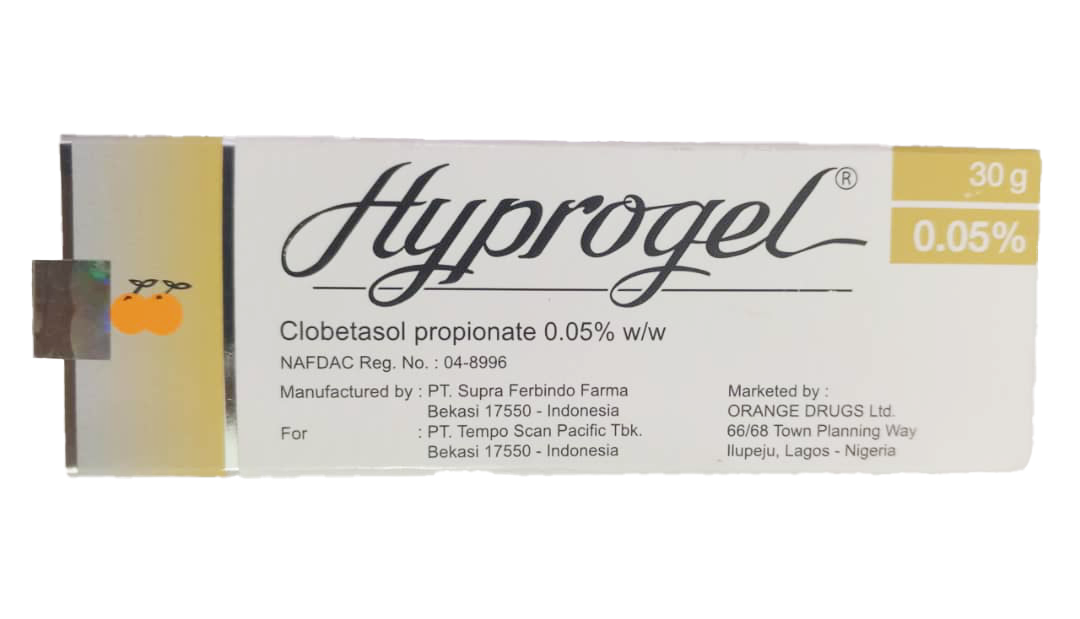 Hyprogel®
30 g
0.05%
Clobetasol propionate 0.05% w/w
NAFDAC Reg. No. : 04-8996
Manufactured by : PT. Supra Ferbindo Farma
Bekasi 17550 - Indonesia
For : PT. Tempo Scan Pacific Tbk.
Bekasi 17550 - Indonesia
Marketed by :
ORANGE DRUGS Ltd.
66/68 Town Planning Way
Ilupeju, Lagos - Nigeria